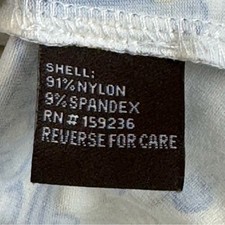 SHELL:
91% NYLON
9% SPANDEX
RN # 159236
REVERSE FOR CARE